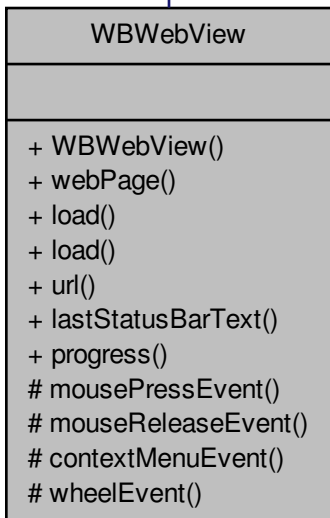 WBWebView
+ WBWebView()
+ webPage()
+ load()
+ load()
+ url()
+ lastStatusBarText()
+ progress()
# mousePressEvent()
# mouseReleaseEvent()
# contextMenuEvent()
# wheelEvent()